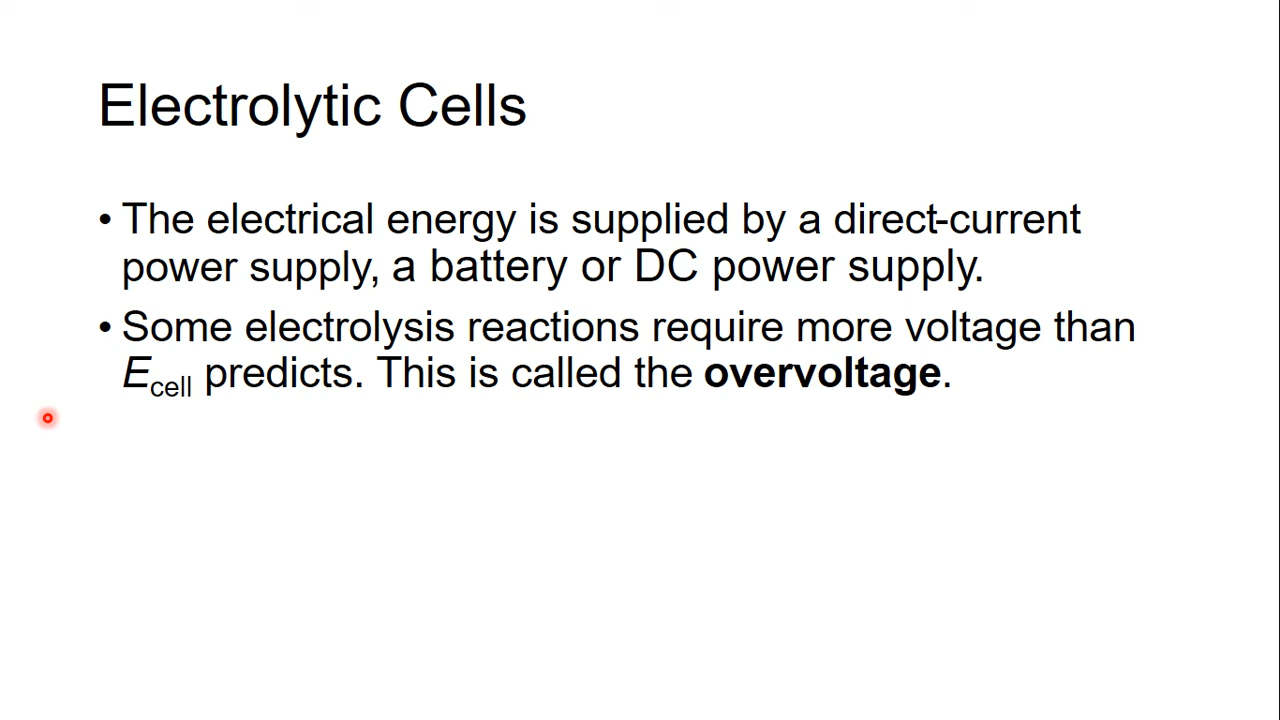 Electrolytic Cells
• The electrical energy is supplied by a direct-current
power supply, a battery or DC power supply.
• Some electrolysis reactions require more voltage than
Ecell predicts. This is called the overvoltage.